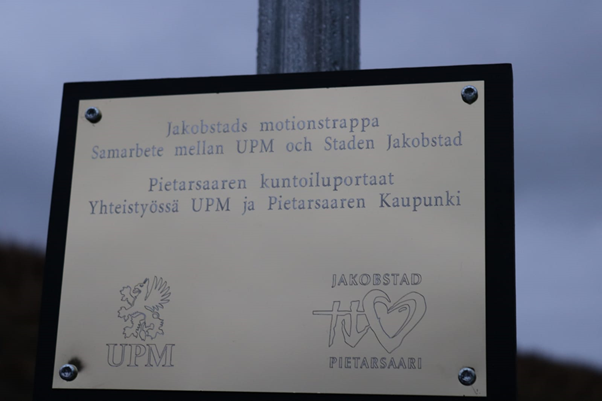 Jakobstads motionstrappa
Samarbete mellan UPM och Staden Jakobstad
Pietarsaaren kuntoiluportaat
Yhteistyössä UPM ja Pietarsaaren Kaupunki
UPM
JAKOBSTAD
PIETARSAARI